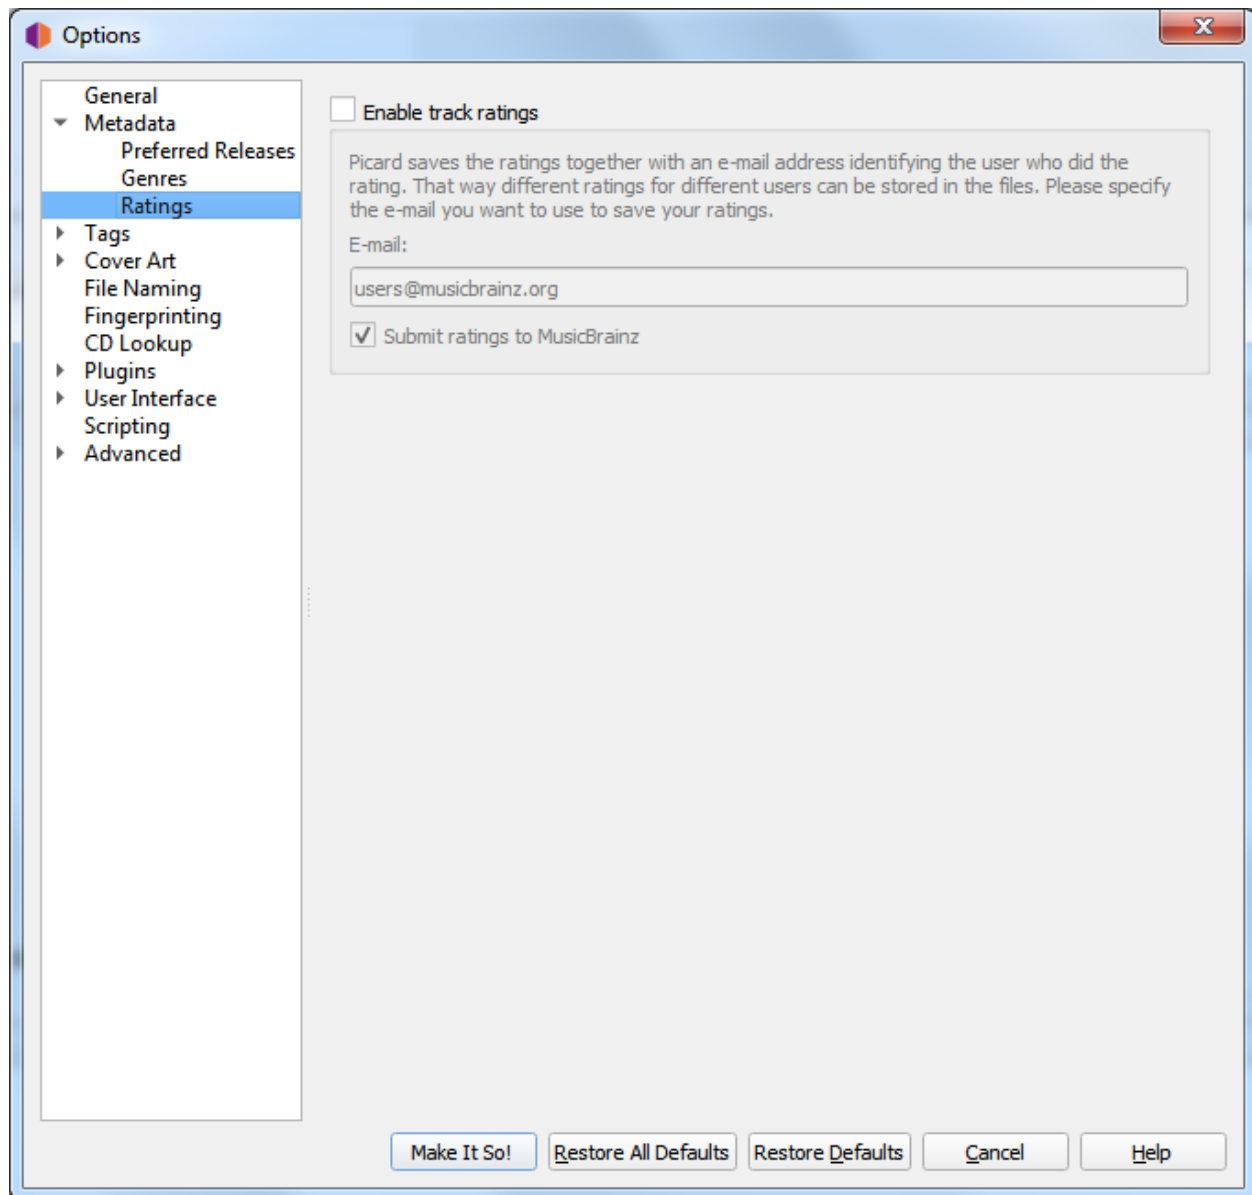 Options
General
Metadata
Preferred Releases
Genres
Ratings
Tags
Cover Art
File Naming
Fingerprinting
CD Lookup
Plugins
User Interface
Scripting
Advanced
Enable track ratings
Picard saves the ratings together with an e-mail address identifying the user who did the
rating. That way different ratings for different users can be stored in the files. Please specify
the e-mail you want to use to save your ratings.
E-mail:
users@musicbrainz.org
Submit ratings to MusicBrainz
Make It So!
Restore All Defaults
Restore Defaults
Cancel
Help